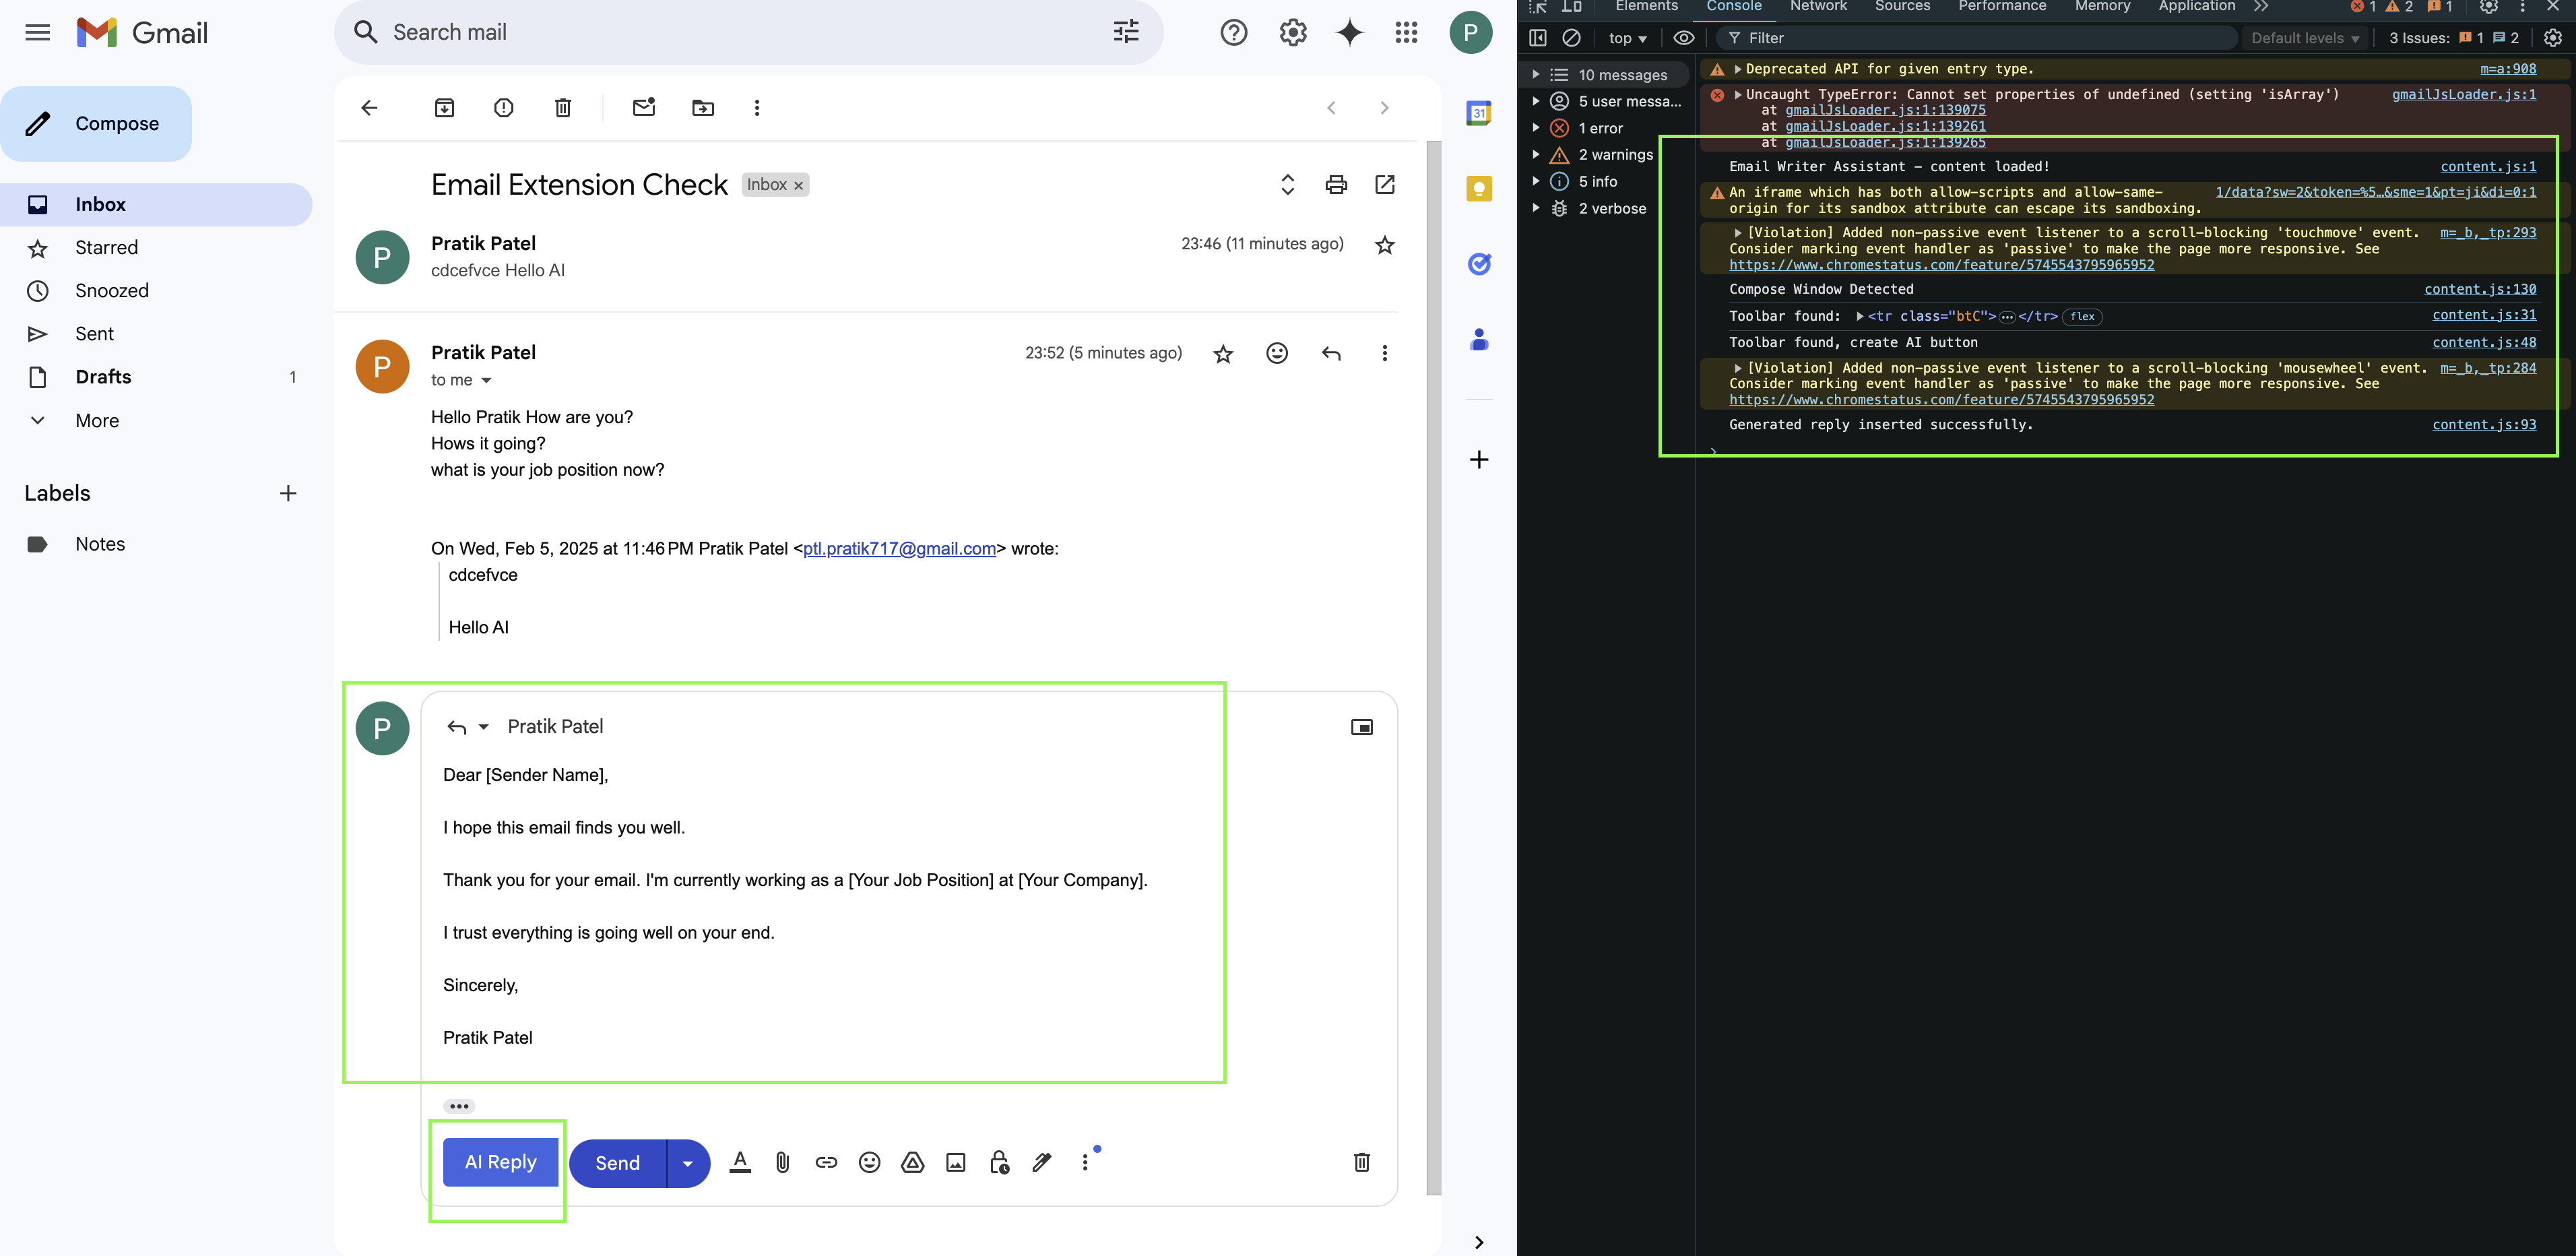 Gmail
Search mail
P
Compose
Inbox
Starred
Snoozed
Sent
Drafts 1
More
Labels
Notes
31
Email Extension Check Inbox ×
P
Pratik Patel 23:46 (11 minutes ago)
cdcefvce Hello AI
P
Pratik Patel 23:52 (5 minutes ago)
to me
Hello Pratik How are you?
Hows it going?
what is your job position now?
On Wed, Feb 5, 2025 at 11:46 PM Pratik Patel <ptl.pratik717@gmail.com> wrote:
cdcefvce
Hello AI
P
Pratik Patel
Dear [Sender Name],
I hope this email finds you well.
Thank you for your email. I'm currently working as a [Your Job Position] at [Your Company].
I trust everything is going well on your end.
Sincerely,
Pratik Patel
AI Reply Send
Elements Console Network Sources Performance Memory Application 1 2 1
top Filter Default levels 3 Issues: 1 2
10 messages
5 user messa...
1 error
2 warnings
5 info
2 verbose
Deprecated API for given entry type. m=a:908
Uncaught TypeError: Cannot set properties of undefined (setting 'isArray') gmailJsLoader.js:1
at gmailJsLoader.js:1:139075
at gmailJsLoader.js:1:139261
at gmailJsLoader.js:1:139265
Email Writer Assistant - content loaded! content.js:1
An iframe which has both allow-scripts and allow-same- 1/data?sw=2&token=%5…&sme=1&pt=ji&di=0:1
origin for its sandbox attribute can escape its sandboxing.
[Violation] Added non-passive event listener to a scroll-blocking 'touchmove' event. m=_b,_tp:293
Consider marking event handler as 'passive' to make the page more responsive. See
https://www.chromestatus.com/feature/5745543795965952
Compose Window Detected content.js:130
Toolbar found: <tr class="btC">…</tr> flex content.js:31
Toolbar found, create AI button content.js:48
[Violation] Added non-passive event listener to a scroll-blocking 'mousewheel' event. m=_b,_tp:284
Consider marking event handler as 'passive' to make the page more responsive. See
https://www.chromestatus.com/feature/5745543795965952
Generated reply inserted successfully. content.js:93